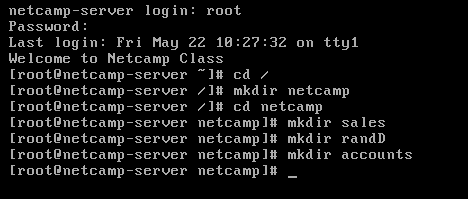 netcamp-server login: root
Password:
Last login: Fri May 22 10:27:32 on tty1
Welcome to Netcamp Class
[root@netcamp-server ~]# cd /
[root@netcamp-server /]# mkdir netcamp
[root@netcamp-server /]# cd netcamp
[root@netcamp-server netcamp]# mkdir sales
[root@netcamp-server netcamp]# mkdir randD
[root@netcamp-server netcamp]# mkdir accounts
[root@netcamp-server netcamp]# _